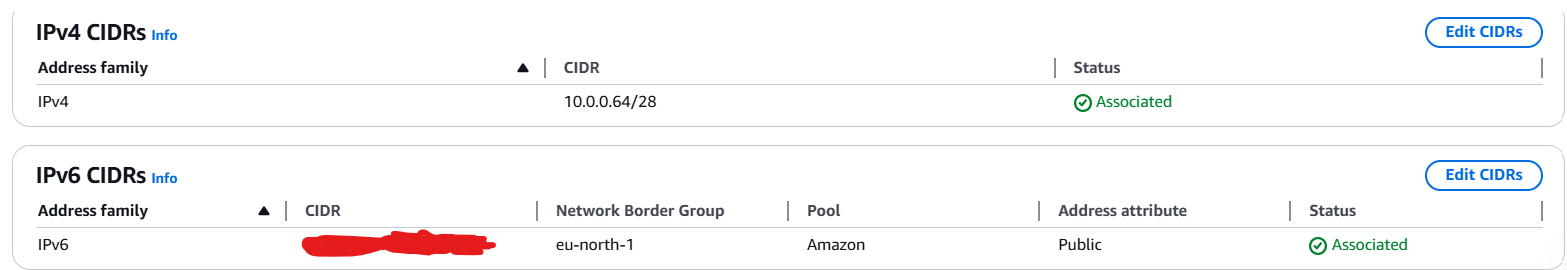 IPv4 CIDRs Info Edit CIDRs
Address family CIDR Status
IPv4 10.0.0.64/28 Associated
IPv6 CIDRs Info Edit CIDRs
Address family CIDR Network Border Group Pool Address attribute Status
IPv6 eu-north-1 Amazon Public Associated